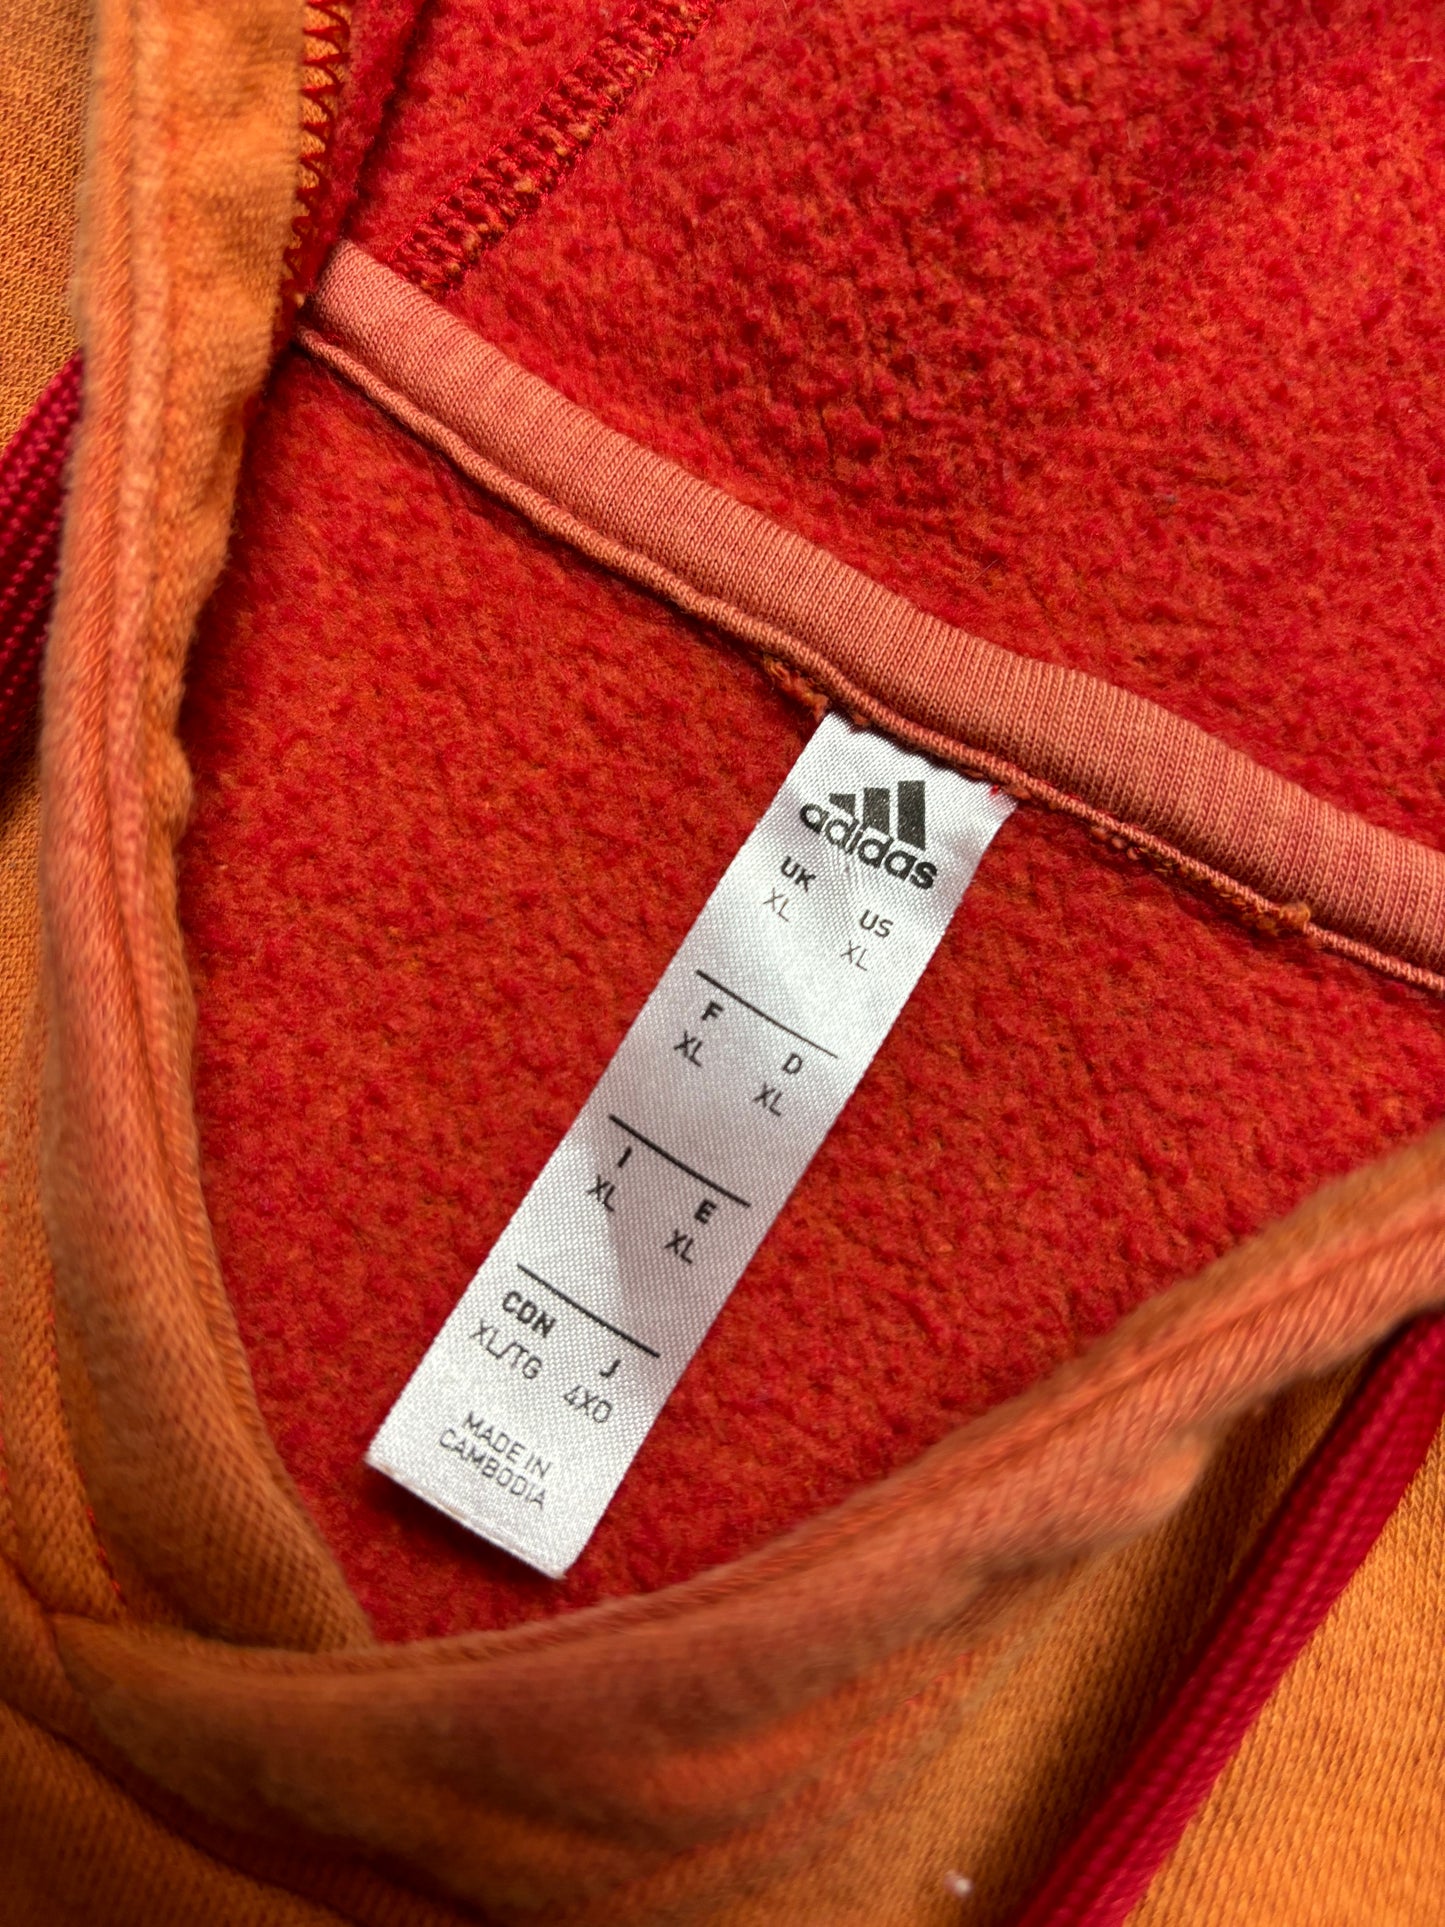 adidas
UK US
XL XL
F D
XL XL
I E
XL XL
CDN J
XL/TG 4XO
MADE IN
CAMBODIA